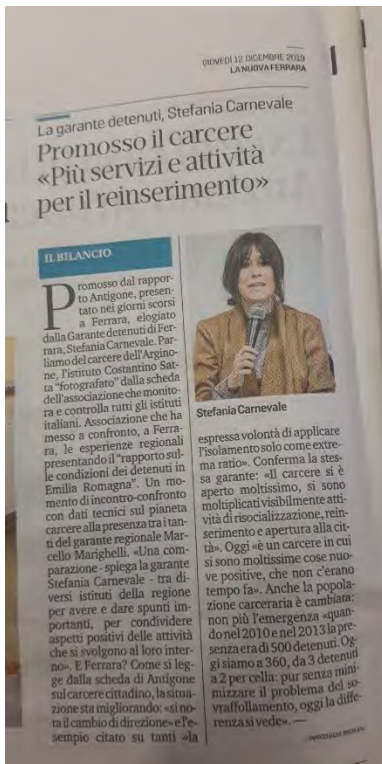 GIOVEDÌ 12 DICEMBRE 2019
LA NUOVA FERRARA
La garante detenuti, Stefania Carnevale
Promosso il carcere
«Più servizi e attività
per il reinserimento»
IL BILANCIO
Promosso dal rappor-
to Antigone, presen-
tato nei giorni scorsi
a Ferrara, elogiato
dalla Garante detenuti di Fer-
rara, Stefania Carnevale. Par-
liamo del carcere dell'Argino-
ne, l'istituto Costantino Sat-
ta "fotografato" dalla scheda
dell'associazione che monito-
ra e controlla tutti gli istituti
italiani. Associazione che ha
messo a confronto, a Ferra-
ra, le esperienze regionali
presentando il "rapporto sul-
le condizioni dei detenuti in
Emilia Romagna". Un mo-
mento di incontro-confronto
con dati tecnici sul pianeta
carcere alla presenza tra i tan-
ti del garante regionale Mar-
cello Marighelli. «Una com-
parazione - spiega la garante
Stefania Carnevale - tra di-
versi istituti della regione
per avere e dare spunti im-
portanti, per condividere
aspetti positivi delle attività
che si svolgono al loro inter-
no». E Ferrara? Come si leg-
ge dalla scheda di Antigone
sul carcere cittadino, la situa-
zione sta migliorando: «si no-
ta il cambio di direzione» e l'e-
sempio citato su tanti «la
Stefania Carnevale
espressa volontà di applicare
l'isolamento solo come extre-
ma ratio». Conferma la stes-
sa garante: «Il carcere si è
aperto moltissimo, si sono
moltiplicati visibilmente atti-
vità di risocializzazione, rein-
serimento e apertura alla cit-
tà». Oggi «è un carcere in cui
si sono moltissime cose nuo-
ve positive, che non c'erano
tempo fa». Anche la popola-
zione carceraria è cambiata:
non più l'emergenza «quan-
do nel 2010 e nel 2013 la pre-
senza era di 500 detenuti. Og-
gi siamo a 360, da 3 detenuti
a 2 per cella: pur senza mini-
mizzare il problema del so-
vraffollamento, oggi la diffe-
renza si vede». —